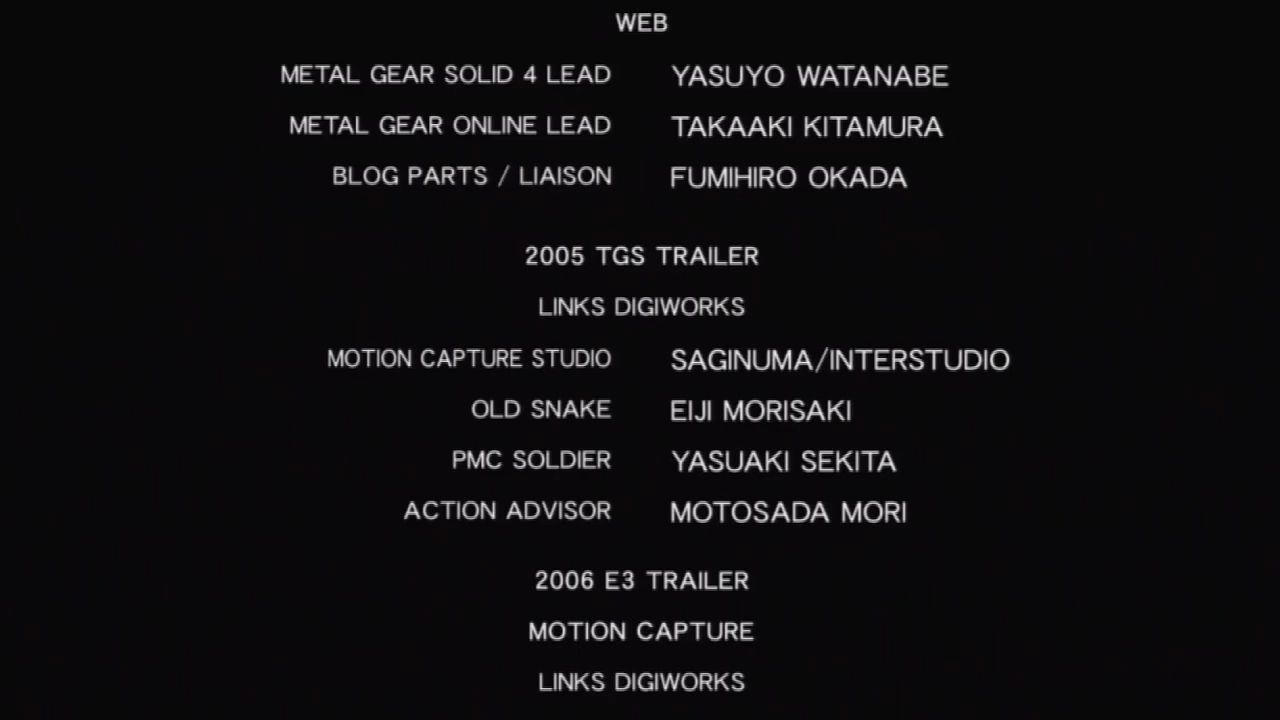 WEB
METAL GEAR SOLID 4 LEAD YASUYO WATANABE
METAL GEAR ONLINE LEAD TAKAAKI KITAMURA
BLOG PARTS / LIAISON FUMIHIRO OKADA
2005 TGS TRAILER
LINKS DIGIWORKS
MOTION CAPTURE STUDIO SAGINUMA/INTERSTUDIO
OLD SNAKE EIJI MORISAKI
PMC SOLDIER YASUAKI SEKITA
ACTION ADVISOR MOTOSADA MORI
2006 E3 TRAILER
MOTION CAPTURE
LINKS DIGIWORKS